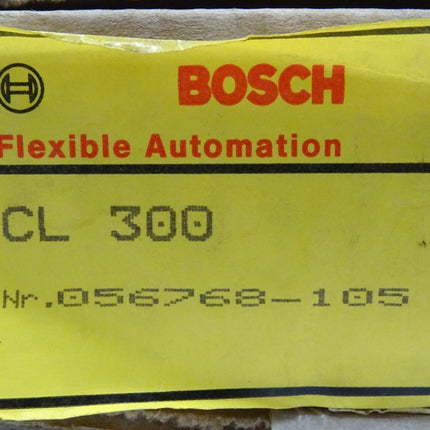 BOSCH
Flexible Automation
CL 300
Nr.056768-105